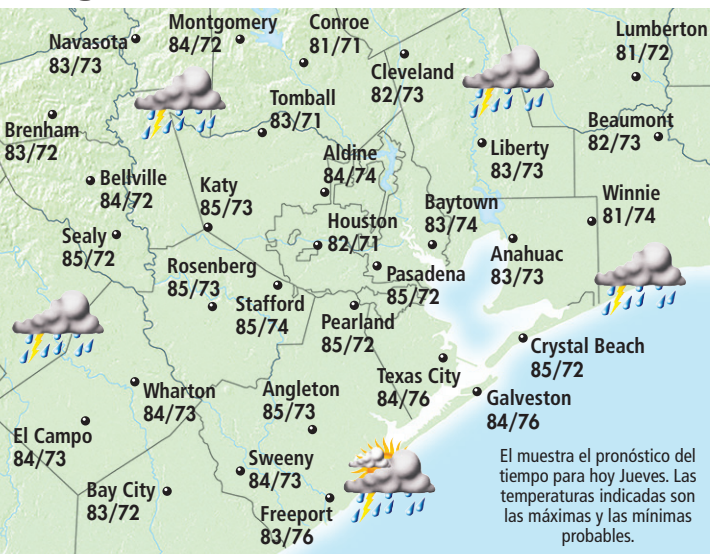 Montgomery
84/72
Conroe
81/71
Lumberton
81/72
Navasota
83/73
Cleveland
82/73
Tomball
83/71
Beaumont
82/73
Brenham
83/72
Liberty
83/73
Aldine
84/74
Bellville
84/72
Katy
85/73
Baytown
83/74
Winnie
81/74
Houston
82/71
Sealy
85/72
Anahuac
83/73
Rosenberg
85/73
Pasadena
85/72
Stafford
85/74
Pearland
85/72
Crystal Beach
85/72
Texas City
84/76
Wharton
84/73
Angleton
85/73
Galveston
84/76
El Campo
84/73
Sweeny
84/73
Bay City
83/72
Freeport
83/76
El muestra el pronóstico del
tiempo para hoy Jueves. Las
temperaturas indicadas son
las máximas y las mínimas
probables.